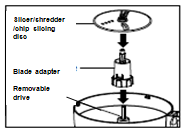 Slicer/shredder
/chip slicing
disc
Blade adapter
Removable
drive